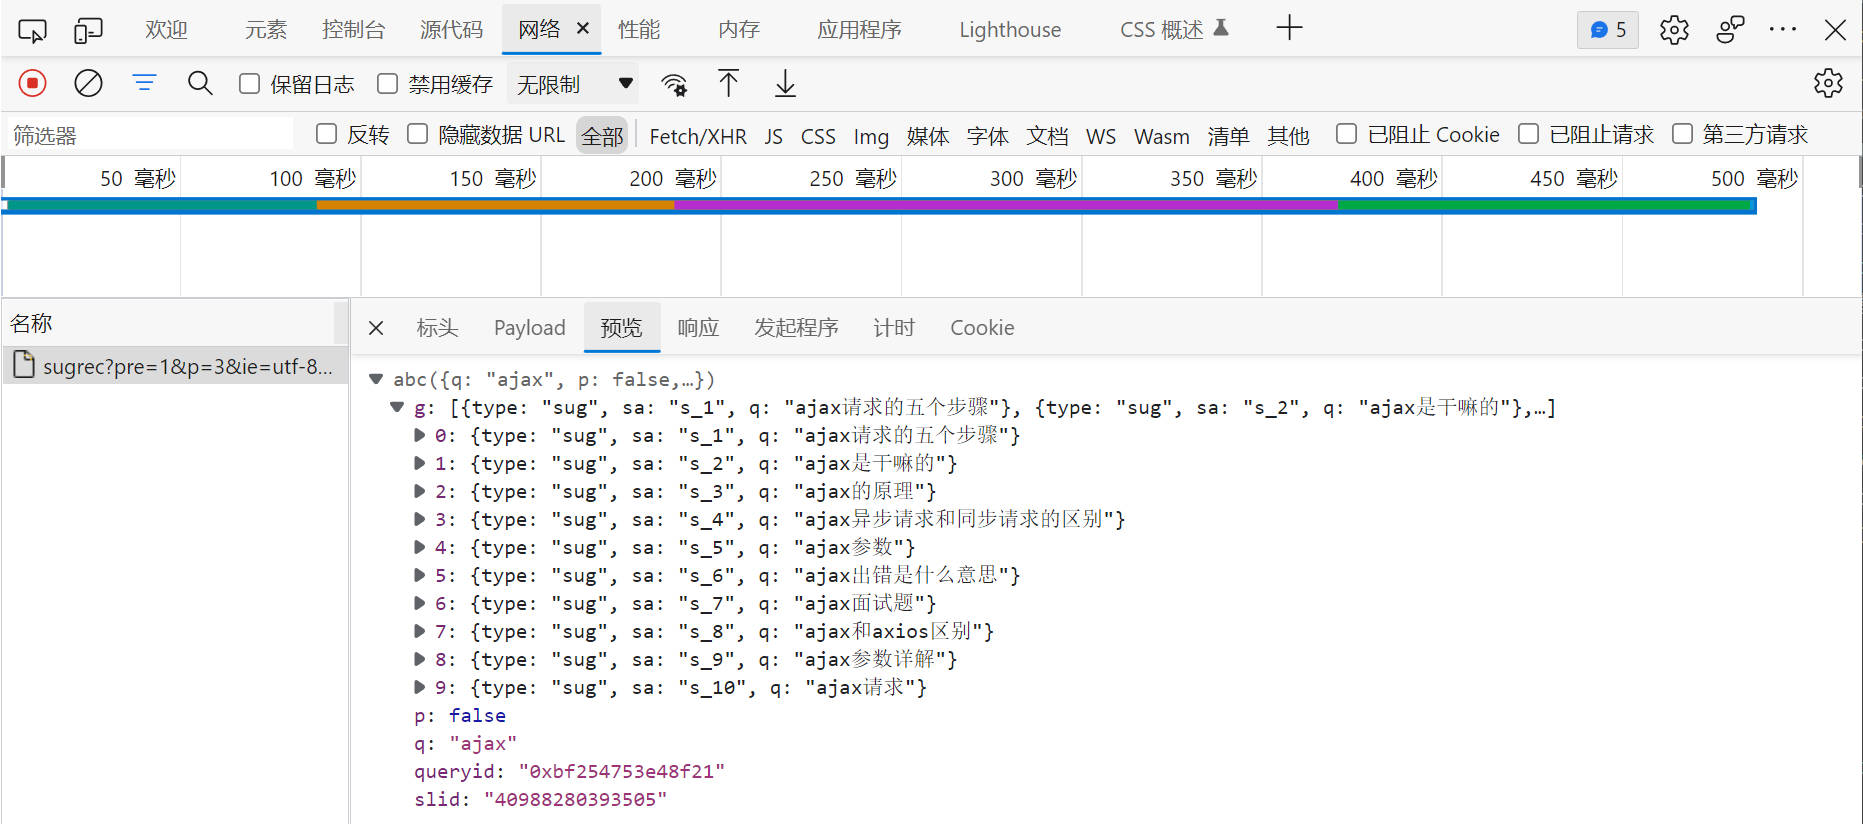 欢迎 元素 控制台 源代码 网络 性能 内存 应用程序 Lighthouse CSS 概述 5
保留日志 禁用缓存 无限制
筛选器 反转 隐藏数据 URL 全部 Fetch/XHR JS CSS Img 媒体 字体 文档 WS Wasm 清单 其他 已阻止 Cookie 已阻止请求 第三方请求
50 毫秒 100 毫秒 150 毫秒 200 毫秒 250 毫秒 300 毫秒 350 毫秒 400 毫秒 450 毫秒 500 毫秒
名称
sugrec?pre=1&p=3&ie=utf-8...
标头 Payload 预览 响应 发起程序 计时 Cookie
abc({q: "ajax", p: false,…})
g: [{type: "sug", sa: "s_1", q: "ajax请求的五个步骤"}, {type: "sug", sa: "s_2", q: "ajax是干嘛的"},…]
0: {type: "sug", sa: "s_1", q: "ajax请求的五个步骤"}
1: {type: "sug", sa: "s_2", q: "ajax是干嘛的"}
2: {type: "sug", sa: "s_3", q: "ajax的原理"}
3: {type: "sug", sa: "s_4", q: "ajax异步请求和同步请求的区别"}
4: {type: "sug", sa: "s_5", q: "ajax参数"}
5: {type: "sug", sa: "s_6", q: "ajax出错是什么意思"}
6: {type: "sug", sa: "s_7", q: "ajax面试题"}
7: {type: "sug", sa: "s_8", q: "ajax和axios区别"}
8: {type: "sug", sa: "s_9", q: "ajax参数详解"}
9: {type: "sug", sa: "s_10", q: "ajax请求"}
p: false
q: "ajax"
queryid: "0xbf254753e48f21"
slid: "40988280393505"